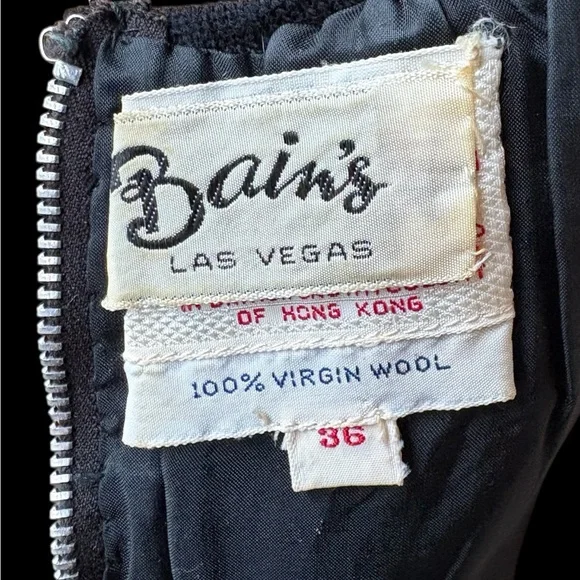 Bain's
LAS VEGAS
OF HONG KONG
100% VIRGIN WOOL
36